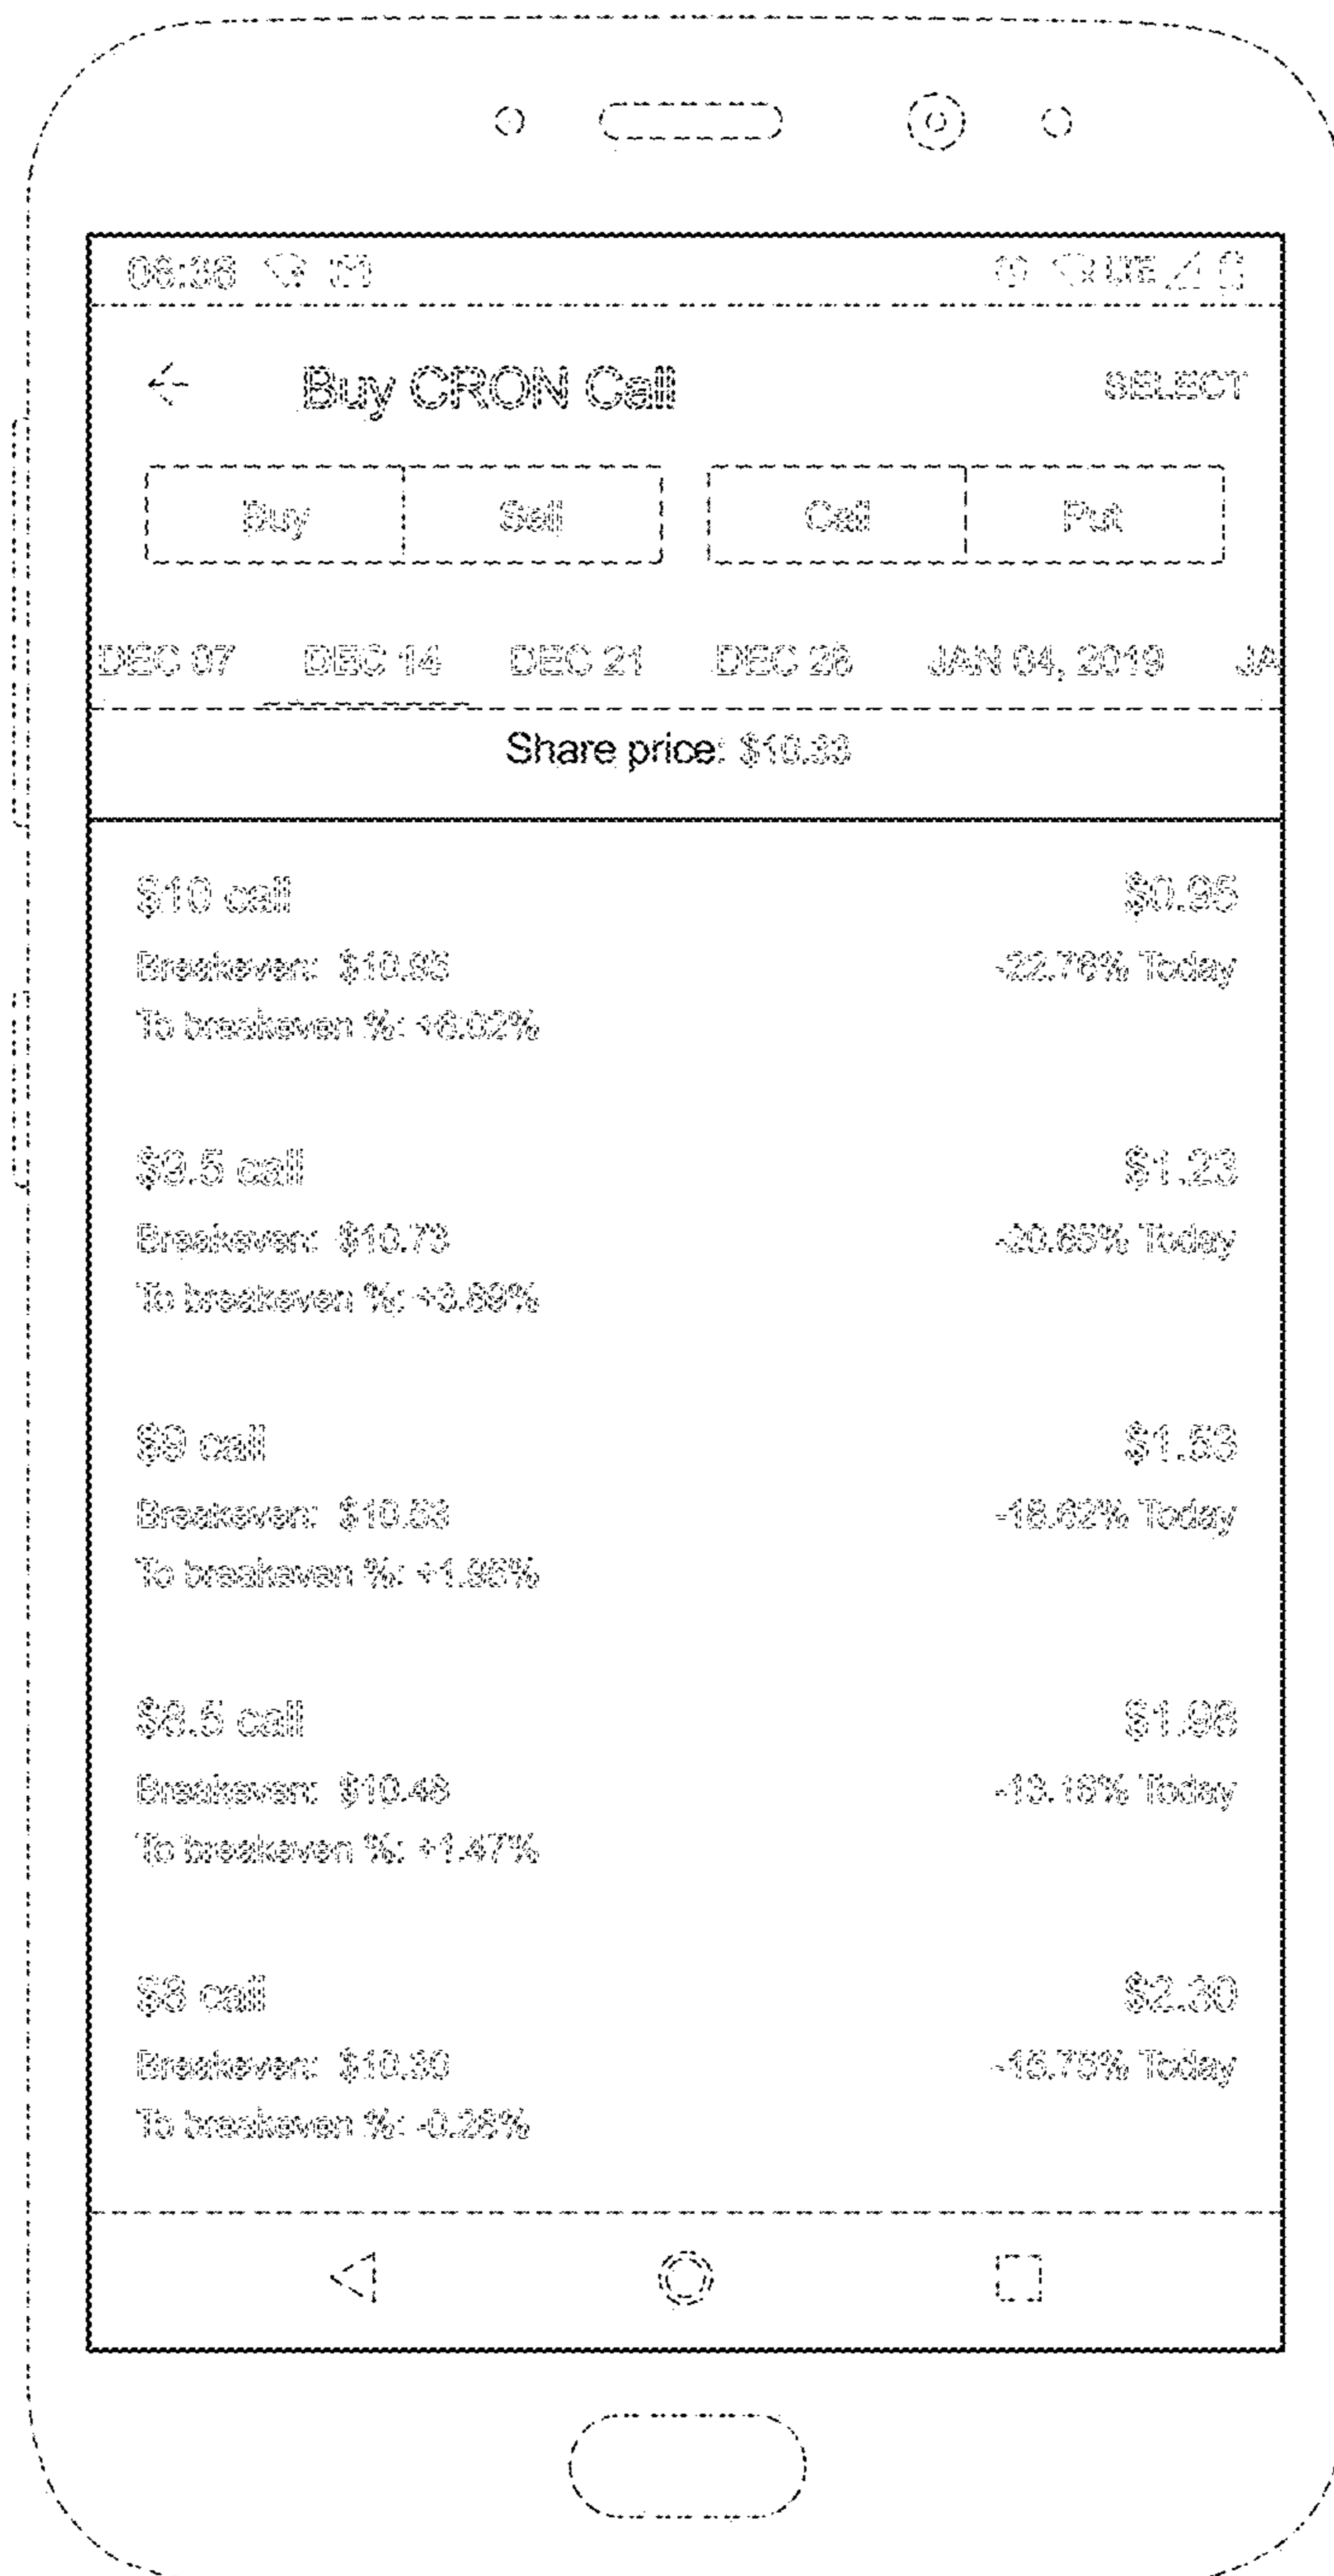 LTE
Buy CRON Call SELECT
Buy Sell Call Put
DEC 07 DEC 14 DEC 21 DEC 28 JAN 04, 2019 JA
Share price: $10.33
$10 call $0.95
Breakeven: $10.95 -22.76% Today
To breakeven %: +6.02%
$9.5 call $1.23
Breakeven: $10.73 -20.65% Today
To breakeven %: +3.89%
$9 call $1.53
Breakeven: $10.53 -18.62% Today
To breakeven %: +1.96%
$8.5 call $1.98
Breakeven: $10.48 -13.16% Today
To breakeven %: +1.47%
$8 call $2.30
Breakeven: $10.30 -15.75% Today
To breakeven %: -0.28%